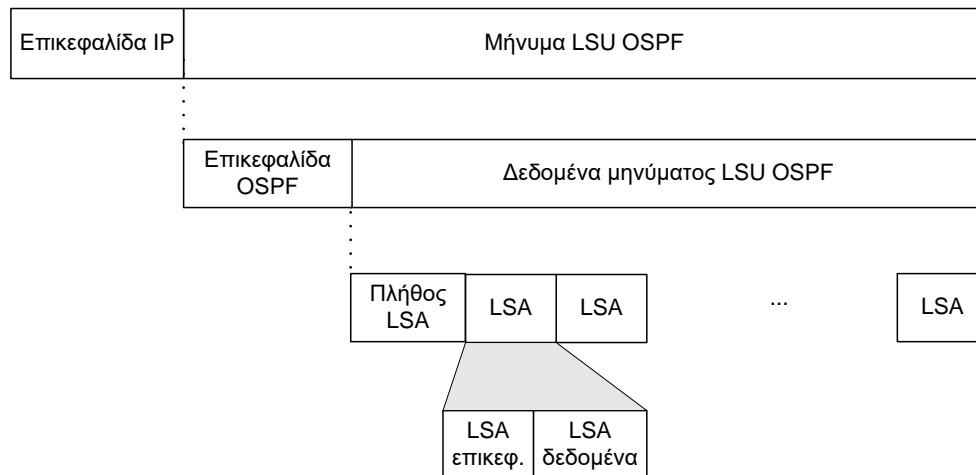 Επικεφαλίδα IP
Μήνυμα LSU OSPF
Επικεφαλίδα
OSPF
Δεδομένα μηνύματος LSU OSPF
Πλήθος
LSA
LSA
LSA
...
LSA
LSA
επικεφ.
LSA
δεδομένα